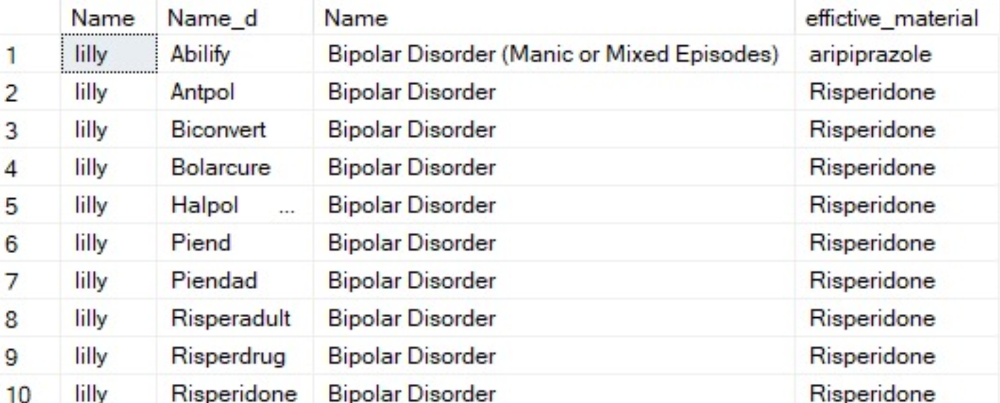 Name Name_d Name effictive_material
1 lilly Abilify Bipolar Disorder (Manic or Mixed Episodes) aripiprazole
2 lilly Antpol Bipolar Disorder Risperidone
3 lilly Biconvert Bipolar Disorder Risperidone
4 lilly Bolarcure Bipolar Disorder Risperidone
5 lilly Halpol ... Bipolar Disorder Risperidone
6 lilly Piend Bipolar Disorder Risperidone
7 lilly Piendad Bipolar Disorder Risperidone
8 lilly Risperadult Bipolar Disorder Risperidone
9 lilly Risperdrug Bipolar Disorder Risperidone
10 lilly Risperidone Bipolar Disorder Risperidone